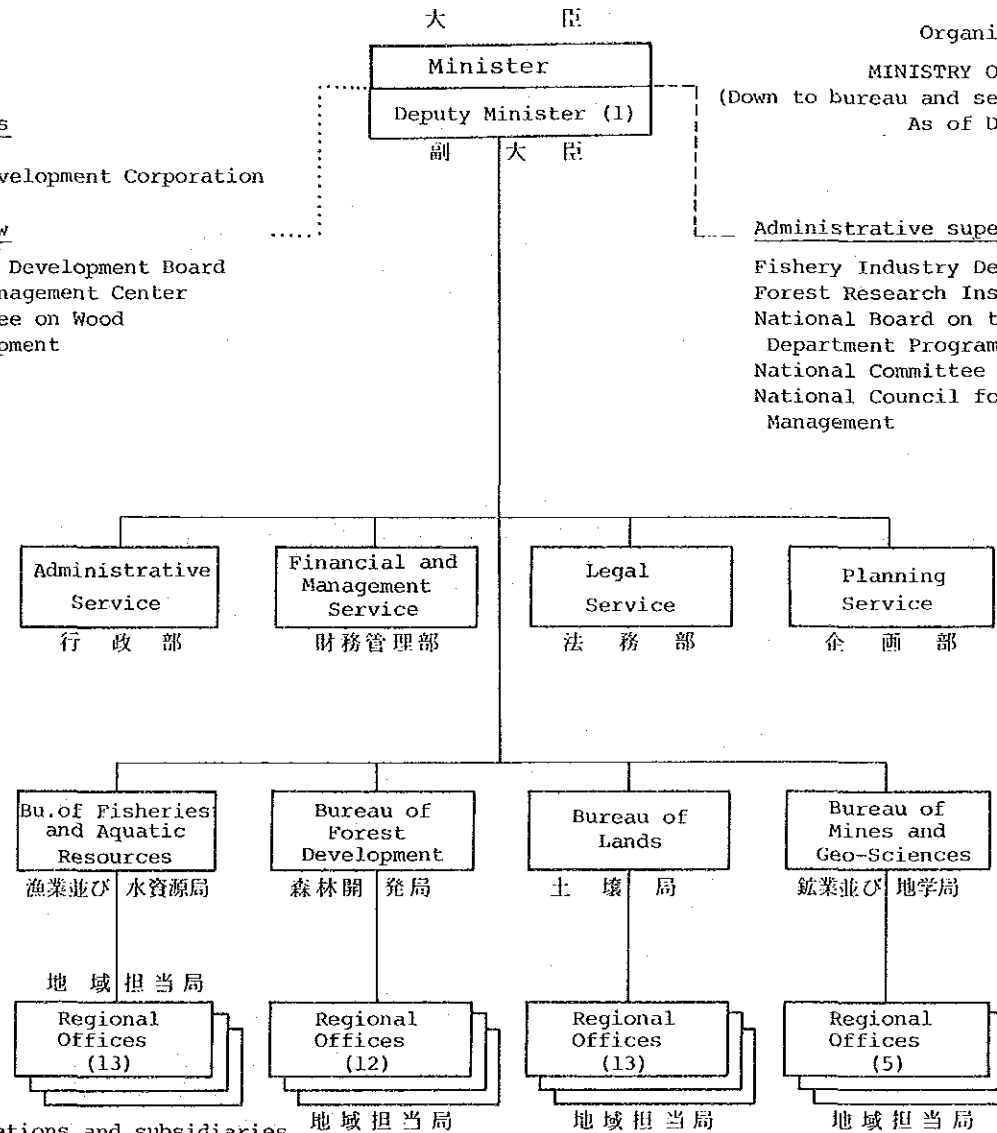 大 臣
Organi
Minister
MINISTRY O
(Down to bureau and se
Deputy Minister (1)
As of D
副 大 臣
s
velopment Corporation
w
Development Board
nagement Center
ee on Wood
opment
Administrative supe
Fishery Industry De
Forest Research Ins
National Board on t
Department Program
National Committee
National Council fo
Management
Administrative
Service
行 政 部
Financial and
Management
Service
財務管理部
Legal
Service
法 務 部
Planning
Service
企 画 部
Bu.of Fisheries
and Aquatic
Resources
漁業並び 水資源局
Bureau of
Forest
Development
森林開 発局
Bureau of
Lands
土 壌 局
Bureau of
Mines and
Geo-Sciences
鉱業並び 地学局
地 域 担当局
Regional
Offices
(13)
Regional
Offices
(12)
地域担当局
Regional
Offices
(13)
地域担当局
Regional
Offices
(5)
地域担当局
ations and subsidiaries